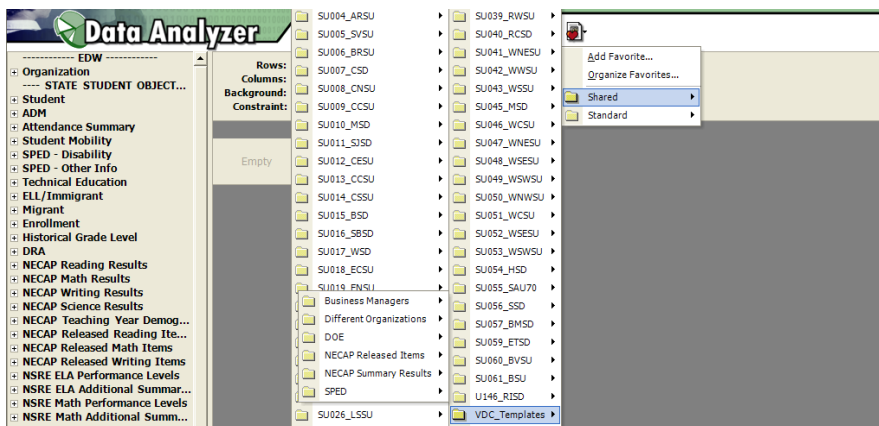 Data Analyzer
------------ EDW ------------
Organization
---- STATE STUDENT OBJECT...
Student
ADM
Attendance Summary
Student Mobility
SPED - Disability
SPED - Other Info
Technical Education
ELL/Immigrant
Migrant
Enrollment
Historical Grade Level
DRA
NECAP Reading Results
NECAP Math Results
NECAP Writing Results
NECAP Science Results
NECAP Teaching Year Demog...
NECAP Released Reading Ite...
NECAP Released Math Items
NECAP Released Writing Items
NSRE ELA Performance Levels
NSRE ELA Additional Summar...
NSRE Math Performance Levels
NSRE Math Additional Summ...
Rows:
Columns:
Background:
Constraint:
Empty
SU004_ARSU
SU005_SVSU
SU006_BRSU
SU007_CSD
SU008_CNSU
SU009_CCSU
SU010_MSD
SU011_SJSD
SU012_CESU
SU013_CCSU
SU014_CSSU
SU015_BSD
SU016_SBSD
SU017_WSD
SU018_ECSU
SU019_FNSU
Business Managers
Different Organizations
DOE
NECAP Released Items
NECAP Summary Results
SPED
SU026_LSSU
SU039_RWSU
SU040_RCSD
SU041_WNESU
SU042_WWSU
SU043_WSSU
SU045_MSD
SU046_WCSU
SU047_WNESU
SU048_WSESU
SU049_WSWSU
SU050_WNWSU
SU051_WCSU
SU052_WSESU
SU053_WSWSU
SU054_HSD
SU055_SAU70
SU056_SSD
SU057_BMSD
SU059_ETSD
SU060_BVSU
SU061_BSU
U146_RISD
VDC_Templates
Add Favorite...
Organize Favorites...
Shared
Standard